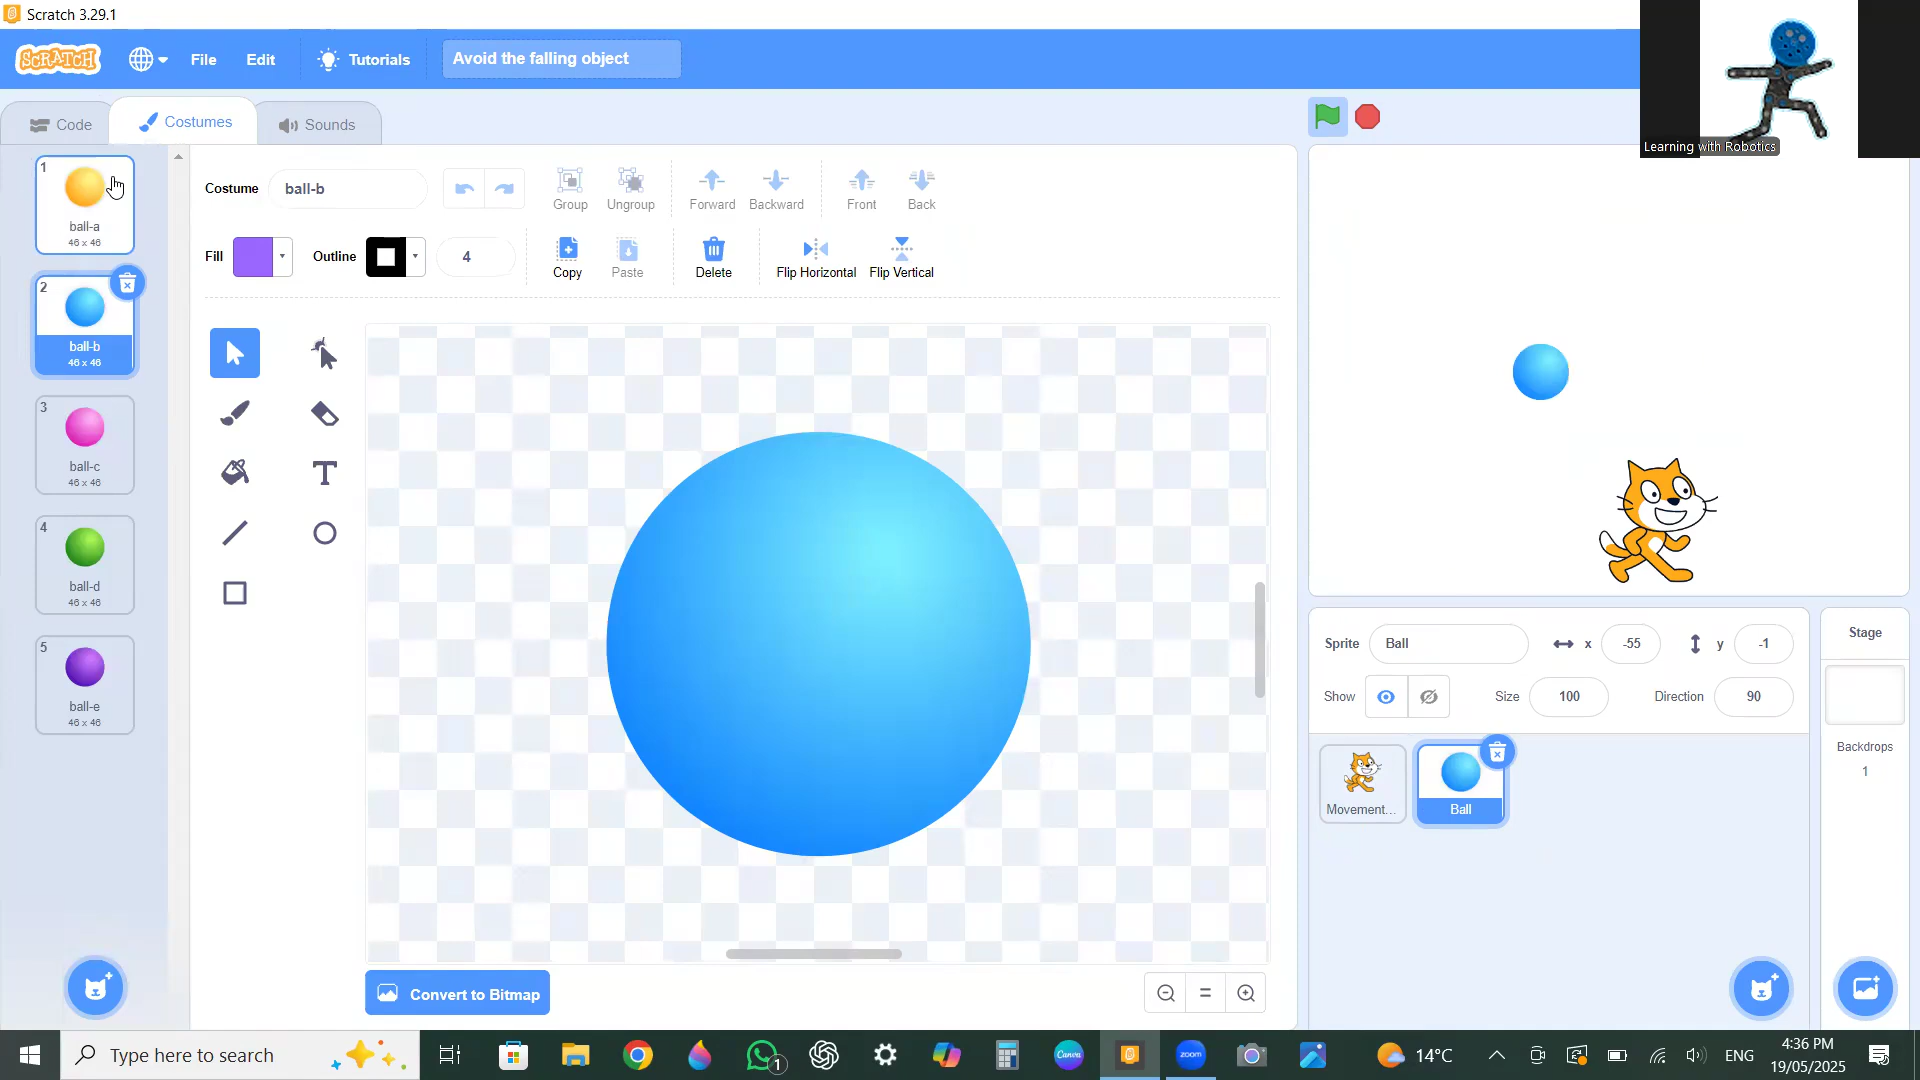 Scratch 3.29.1
SCRATCH
File
Edit
Tutorials
Avoid the falling object
Learning with Robotics
Code
Costumes
Sounds
1
ball-a
46 x 46
2
ball-b
46 x 46
3
ball-c
46 x 46
4
ball-d
46 x 46
5
ball-e
46 x 46
Costume
ball-b
Group
Ungroup
Forward
Backward
Front
Back
Fill
Outline
4
Copy
Paste
Delete
Flip Horizontal
Flip Vertical
T
Convert to Bitmap
Sprite
Ball
x
-55
y
-1
Show
Size
100
Direction
90
Movement...
Ball
Stage
Backdrops
1
Type here to search
1
Canva
zoom
14°C
ENG
4:36 PM
19/05/2025